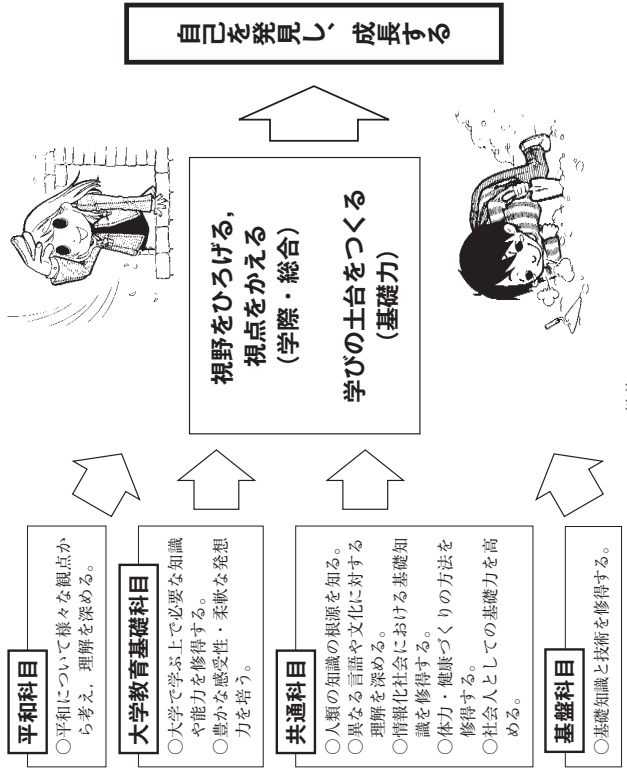 自己を発見し、成長する
視野をひろげる，
視点をかえる
（学際・総合）
学びの土台をつくる
（基礎力）
平和科目
○平和について様々な観点か
ら考え，理解を深める。
大学教育基礎科目
○大学で学ぶ上で必要な知識
や能力を修得する。
○豊かな感受性・柔軟な発想
力を培う。
共通科目
○人類の知識の根源を知る。
○異なる言語や文化に対する
理解を深める。
○情報化社会における基礎知
識を修得する。
○体力・健康づくりの方法を
修得する。
○社会人としての基礎力を高
める。
基盤科目
○基礎知識と技術を修得する。